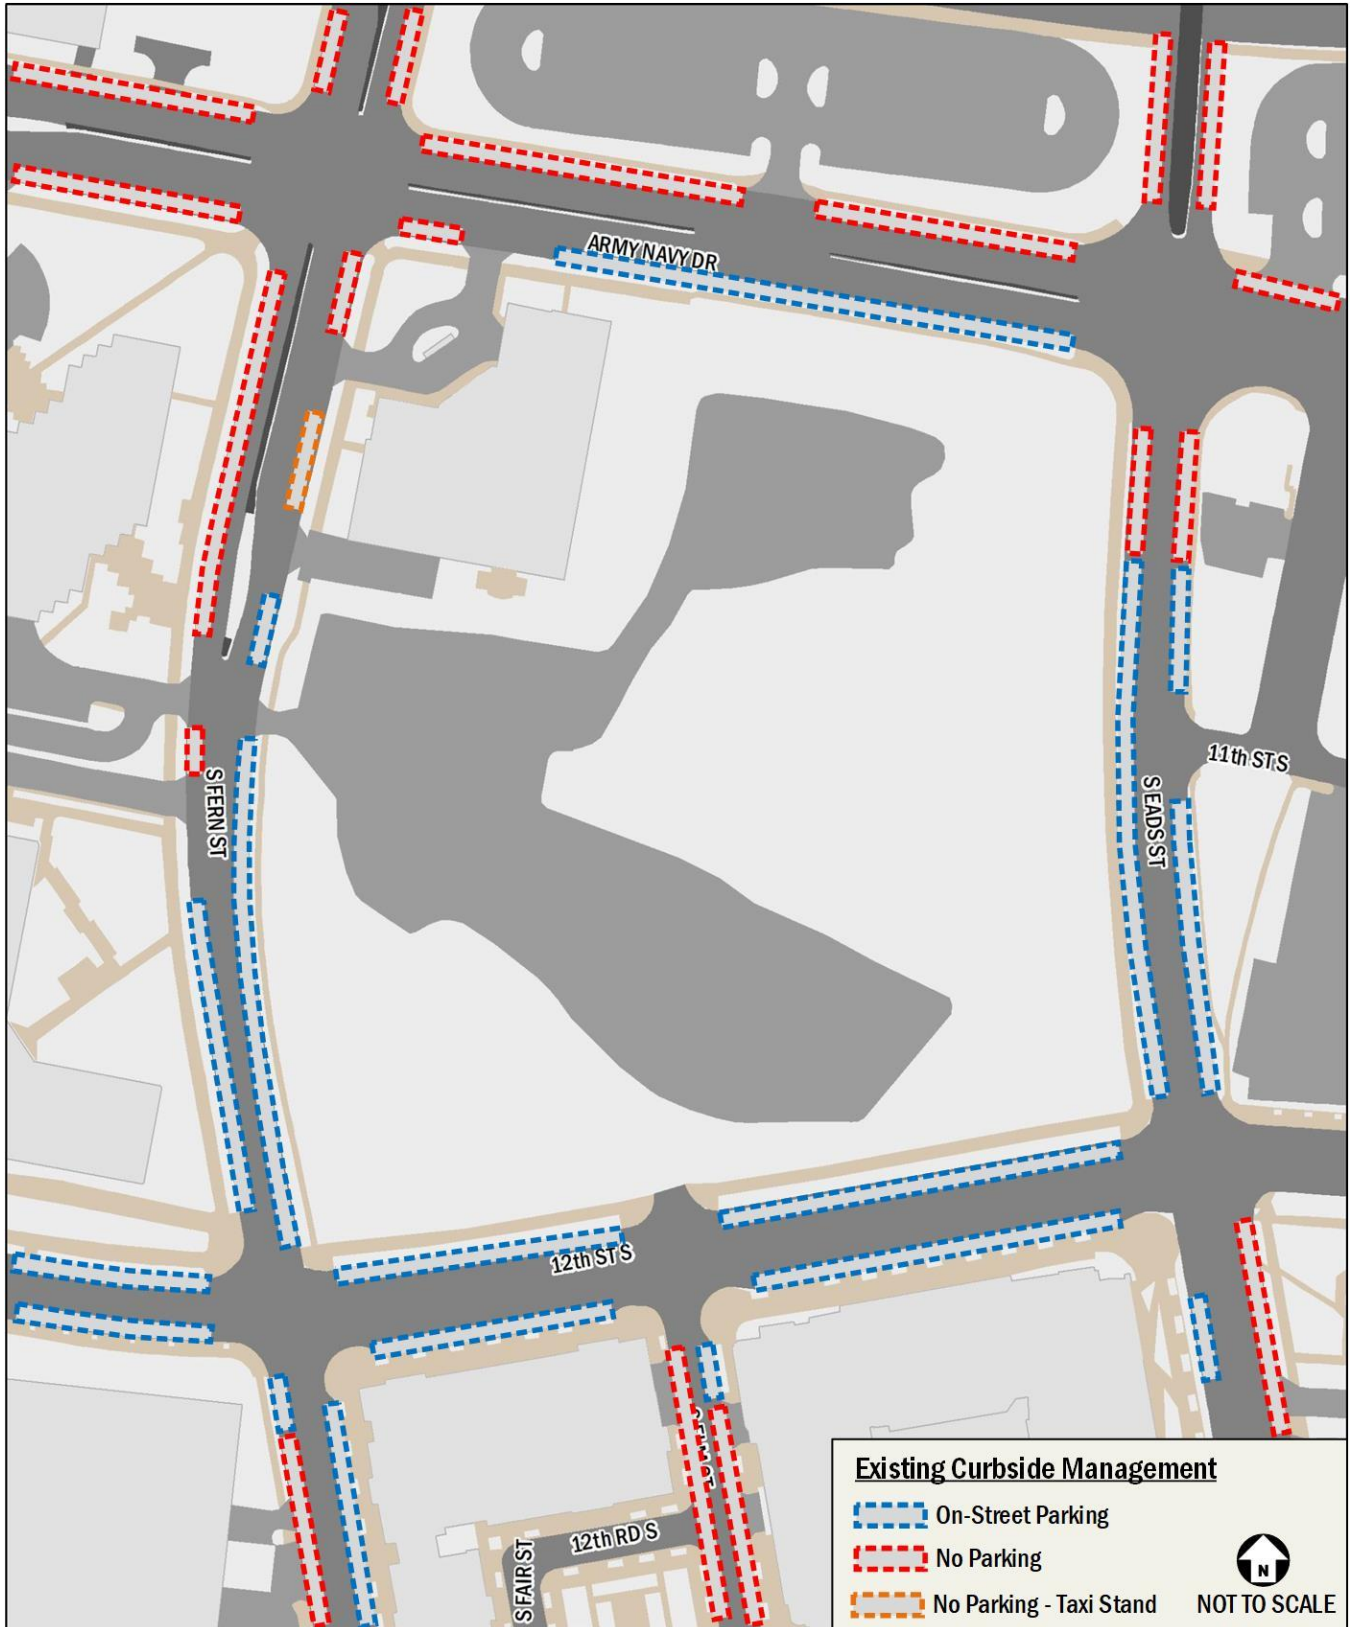 ARMY NAVY DR
11th ST S
S FERN ST
S EADS ST
12th ST S
12th RD S
S FAIR ST
Existing Curbside Management
On-Street Parking
No Parking
No Parking - Taxi Stand
N
NOT TO SCALE